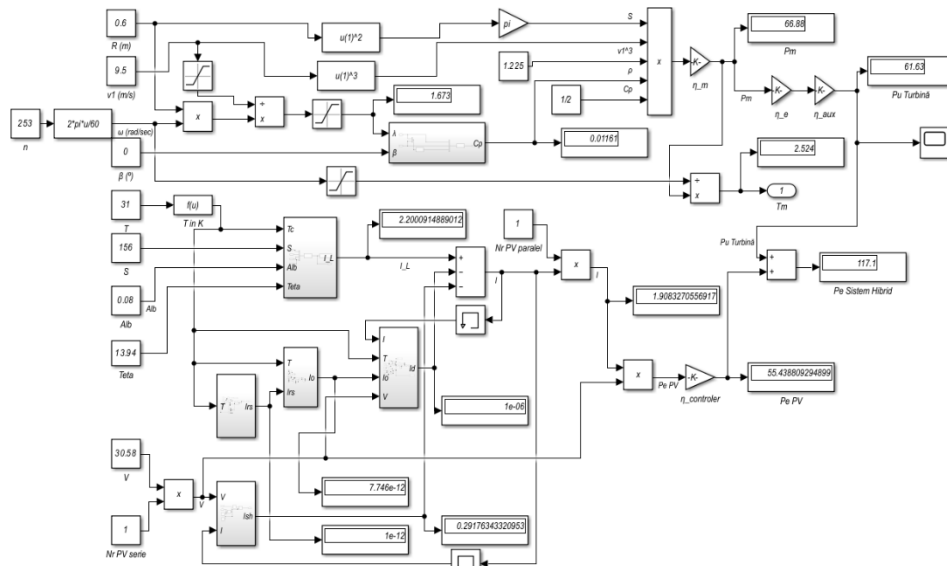 0.6
R (m)
u(1)^2
pi
S
66.88
Pm
9.5
v1 (m/s)
u(1)^3
v1^3
1.225
ρ
x
-K-
η_m
61.63
Pu Turbină
÷
x
1.673
Cp
1/2
Pm
K-
η_e
K-
η_aux
253
n
2*pi*u/60
ω (rad/sec)
x
λ
β
Cp
0.01161
0
β (º)
2.524
÷
x
1
Tm
31
T
f(u)
T in K
2.2000914889012
1
Nr PV paralel
Pu Turbină
156
S
Tc
S
Alb
Teta
I_L
I_L
+
−
−
I
x
I
+
+
117.1
Pe Sistem Hibrid
0.08
Alb
Alb
1.9083270556917
13.94
Teta
I
T
Io
V
Id
T
Irs
Io
x
Pe PV
-K-
η_controler
55.438809294899
Pe PV
T
Irs
1e-06
30.58
V
x
V
V
I
Ish
7.746e-12
0.29176343320953
1
Nr PV serie
1e-12